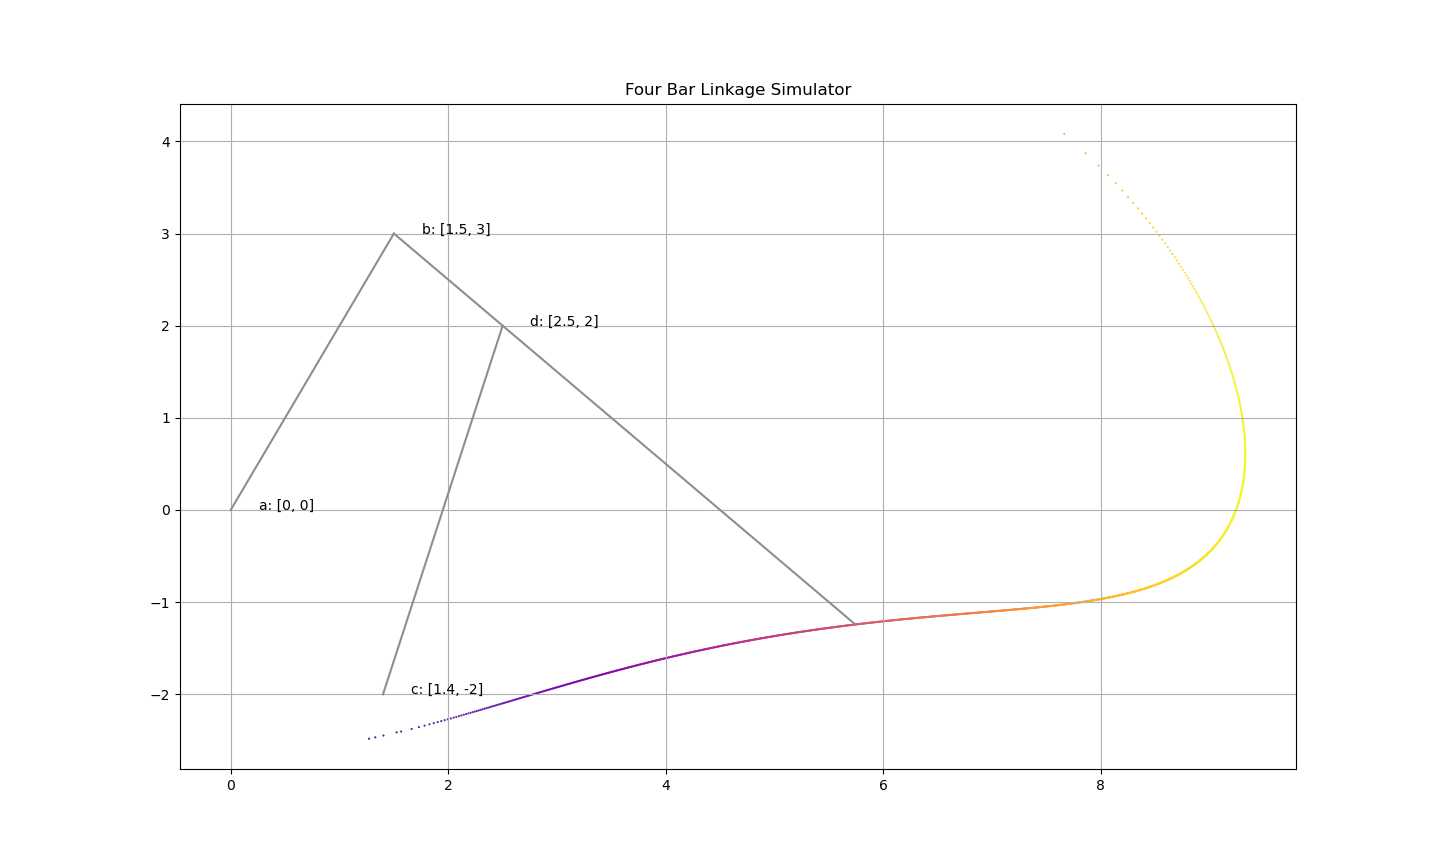 Four Bar Linkage Simulator
4
3
b: [1.5, 3]
d: [2.5, 2]
2
1
0
a: [0, 0]
−1
−2
c: [1.4, -2]
0 2 4 6 8